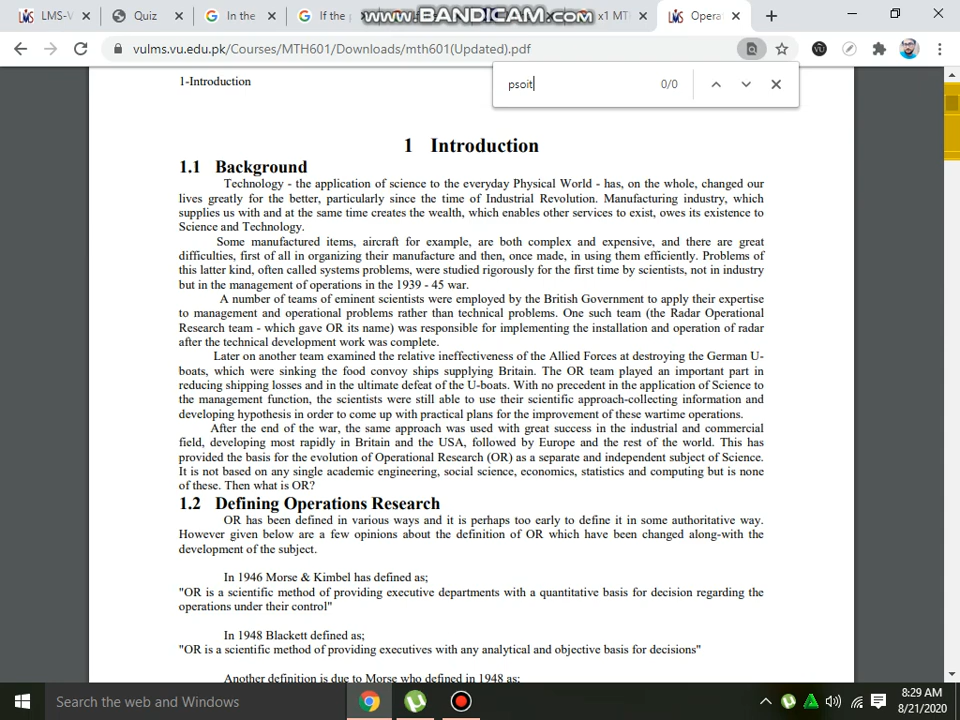 LMS-V
Quiz
In the
If the
www.BANDICAM.com
x1 MT
Opera
vulms.vu.edu.pk/Courses/MTH601/Downloads/mth601(Updated).pdf
psoit
0/0
1-Introduction
1 Introduction
1.1 Background
Technology - the application of science to the everyday Physical World - has, on the whole, changed our
lives greatly for the better, particularly since the time of Industrial Revolution. Manufacturing industry, which
supplies us with and at the same time creates the wealth, which enables other services to exist, owes its existence to
Science and Technology.
Some manufactured items, aircraft for example, are both complex and expensive, and there are great
difficulties, first of all in organizing their manufacture and then, once made, in using them efficiently. Problems of
this latter kind, often called systems problems, were studied rigorously for the first time by scientists, not in industry
but in the management of operations in the 1939 - 45 war.
A number of teams of eminent scientists were employed by the British Government to apply their expertise
to management and operational problems rather than technical problems. One such team (the Radar Operational
Research team - which gave OR its name) was responsible for implementing the installation and operation of radar
after the technical development work was complete.
Later on another team examined the relative ineffectiveness of the Allied Forces at destroying the German U-
boats, which were sinking the food convoy ships supplying Britain. The OR team played an important part in
reducing shipping losses and in the ultimate defeat of the U-boats. With no precedent in the application of Science to
the management function, the scientists were still able to use their scientific approach-collecting information and
developing hypothesis in order to come up with practical plans for the improvement of these wartime operations.
After the end of the war, the same approach was used with great success in the industrial and commercial
field, developing most rapidly in Britain and the USA, followed by Europe and the rest of the world. This has
provided the basis for the evolution of Operational Research (OR) as a separate and independent subject of Science.
It is not based on any single academic engineering, social science, economics, statistics and computing but is none
of these. Then what is OR?
1.2 Defining Operations Research
OR has been defined in various ways and it is perhaps too early to define it in some authoritative way.
However given below are a few opinions about the definition of OR which have been changed along-with the
development of the subject.
In 1946 Morse & Kimbel has defined as;
"OR is a scientific method of providing executive departments with a quantitative basis for decision regarding the
operations under their control"
In 1948 Blackett defined as;
"OR is a scientific method of providing executives with any analytical and objective basis for decisions"
Another definition is due to Morse who defined in 1948 as;
Search the web and Windows
8:29 AM
8/21/2020